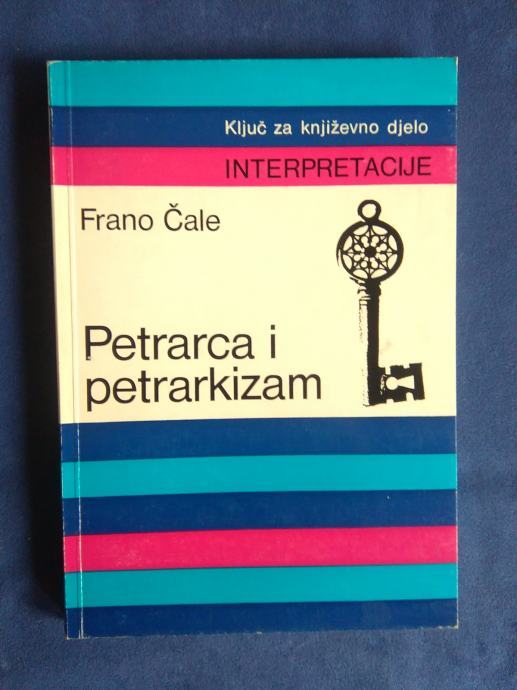 Ključ za književno djelo
INTERPRETACIJE
Frano Čale
Petrarca i
petrarkizam